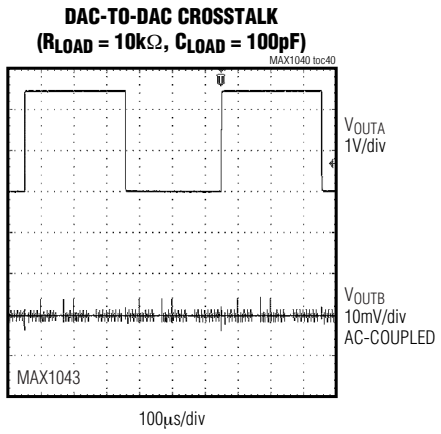 DAC-TO-DAC CROSSTALK
(RLOAD = 10kΩ, CLOAD = 100pF)
MAX1040 toc40
VOUTA
1V/div
VOUTB
10mV/div
AC-COUPLED
MAX1043
100µs/div